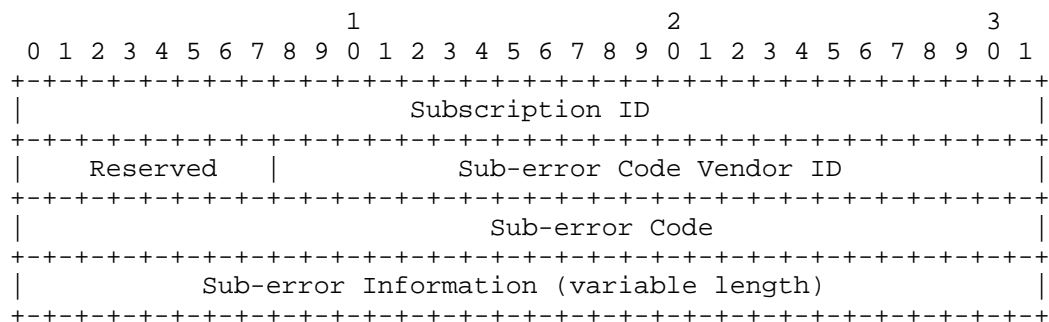 1                   2                   3
 0 1 2 3 4 5 6 7 8 9 0 1 2 3 4 5 6 7 8 9 0 1 2 3 4 5 6 7 8 9 0 1
+-+-+-+-+-+-+-+-+-+-+-+-+-+-+-+-+-+-+-+-+-+-+-+-+-+-+-+-+-+-+-+-+
|                        Subscription ID                        |
+-+-+-+-+-+-+-+-+-+-+-+-+-+-+-+-+-+-+-+-+-+-+-+-+-+-+-+-+-+-+-+-+
|    Reserved   |           Sub-error Code Vendor ID            |
+-+-+-+-+-+-+-+-+-+-+-+-+-+-+-+-+-+-+-+-+-+-+-+-+-+-+-+-+-+-+-+-+
|                             Sub-error Code                    |
+-+-+-+-+-+-+-+-+-+-+-+-+-+-+-+-+-+-+-+-+-+-+-+-+-+-+-+-+-+-+-+-+
|           Sub-error Information (variable length)             |
+-+-+-+-+-+-+-+-+-+-+-+-+-+-+-+-+-+-+-+-+-+-+-+-+-+-+-+-+-+-+-+-+